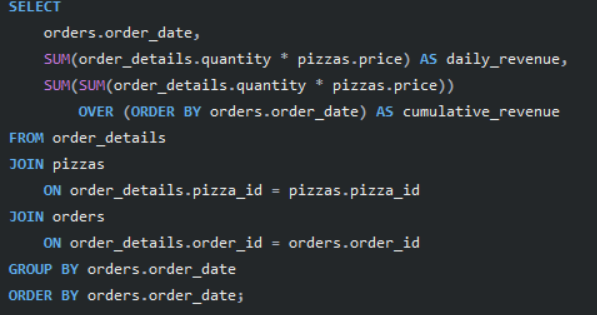 SELECT
orders.order_date,
SUM(order_details.quantity * pizzas.price) AS daily_revenue,
SUM(SUM(order_details.quantity * pizzas.price))
OVER (ORDER BY orders.order_date) AS cumulative_revenue
FROM order_details
JOIN pizzas
ON order_details.pizza_id = pizzas.pizza_id
JOIN orders
ON order_details.order_id = orders.order_id
GROUP BY orders.order_date
ORDER BY orders.order_date;